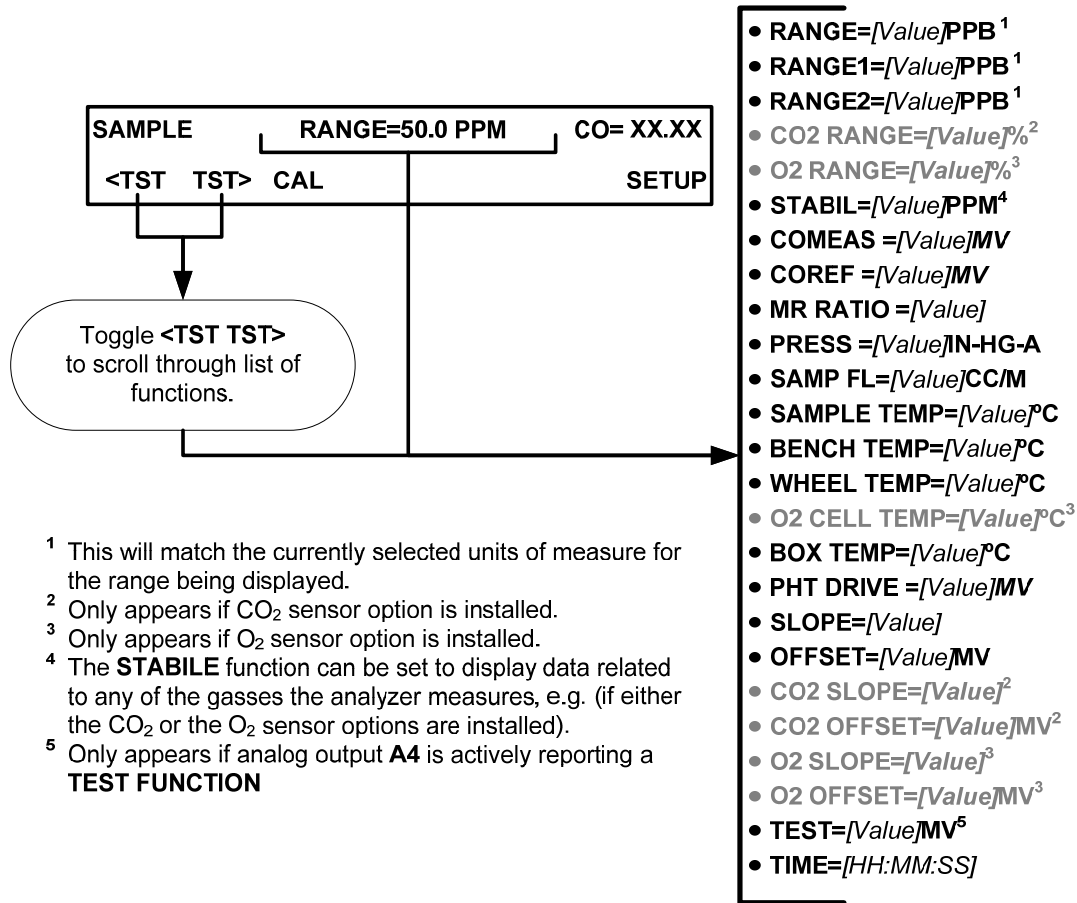 SAMPLE RANGE=50.0 PPM CO= XX.XX
<TST TST> CAL SETUP
Toggle <TST TST>
to scroll through list of
functions.
• RANGE=[Value]PPB¹
• RANGE1=[Value]PPB¹
• RANGE2=[Value]PPB¹
• CO2 RANGE=[Value]%²
• O2 RANGE=[Value]%³
• STABIL=[Value]PPM⁴
• COMEAS =[Value]MV
• COREF =[Value]MV
• MR RATIO =[Value]
• PRESS =[Value]IN-HG-A
• SAMP FL=[Value]CC/M
• SAMPLE TEMP=[Value]ºC
• BENCH TEMP=[Value]ºC
• WHEEL TEMP=[Value]ºC
• O2 CELL TEMP=[Value]ºC³
• BOX TEMP=[Value]ºC
• PHT DRIVE =[Value]MV
• SLOPE=[Value]
• OFFSET=[Value]MV
• CO2 SLOPE=[Value]²
• CO2 OFFSET=[Value]MV²
• O2 SLOPE=[Value]³
• O2 OFFSET=[Value]MV³
• TEST=[Value]MV⁵
• TIME=[HH:MM:SS]
¹ This will match the currently selected units of measure for
the range being displayed.
² Only appears if CO₂ sensor option is installed.
³ Only appears if O₂ sensor option is installed.
⁴ The STABILE function can be set to display data related
to any of the gasses the analyzer measures, e.g. (if either
the CO₂ or the O₂ sensor options are installed).
⁵ Only appears if analog output A4 is actively reporting a
TEST FUNCTION